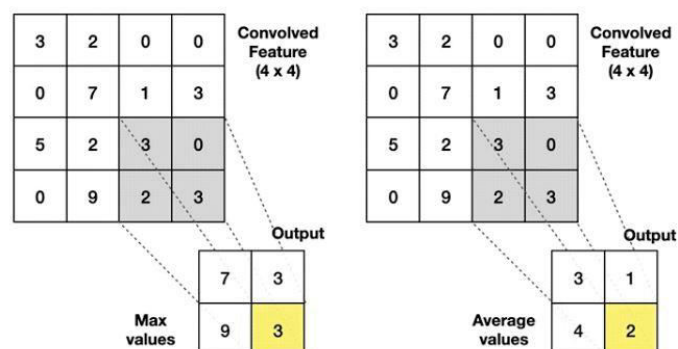 3 2 0 0
0 7 1 3
5 2 3 0
0 9 2 3
Convolved
Feature
(4 x 4)
Output
7 3
9 3
Max
values
3 2 0 0
0 7 1 3
5 2 3 0
0 9 2 3
Convolved
Feature
(4 x 4)
Output
3 1
4 2
Average
values